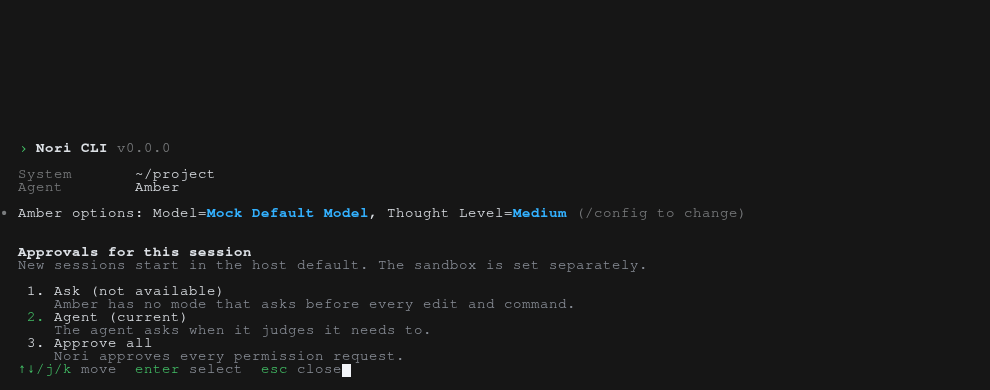 › Nori CLI v0.0.0
System ~/project
Agent Amber
• Amber options: Model=Mock Default Model, Thought Level=Medium (/config to change)
Approvals for this session
New sessions start in the host default. The sandbox is set separately.
1. Ask (not available)
Amber has no mode that asks before every edit and command.
2. Agent (current)
The agent asks when it judges it needs to.
3. Approve all
Nori approves every permission request.
↑↓/j/k move enter select esc close